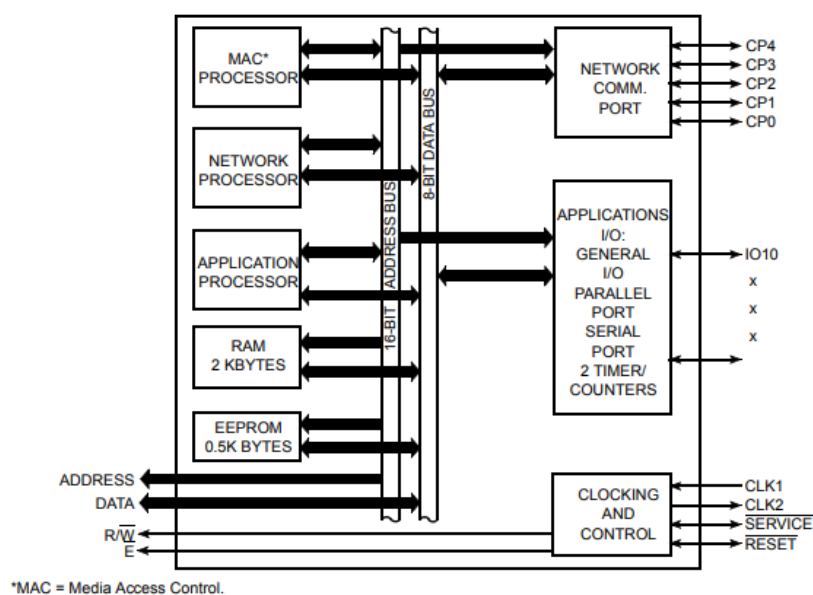 MAC*
PROCESSOR
NETWORK
PROCESSOR
APPLICATION
PROCESSOR
RAM
2 KBYTES
EEPROM
0.5K BYTES
16-BIT ADDRESS BUS
8-BIT DATA BUS
NETWORK
COMM.
PORT
CP4
CP3
CP2
CP1
CP0
APPLICATIONS
I/O:
GENERAL
I/O
PARALLEL
PORT
SERIAL
PORT
2 TIMER/
COUNTERS
IO10
x
x
x
CLOCKING
AND
CONTROL
CLK1
CLK2
S̅E̅R̅V̅I̅C̅E̅
R̅E̅S̅E̅T̅
ADDRESS
DATA
R/W̅
E̅
*MAC = Media Access Control.